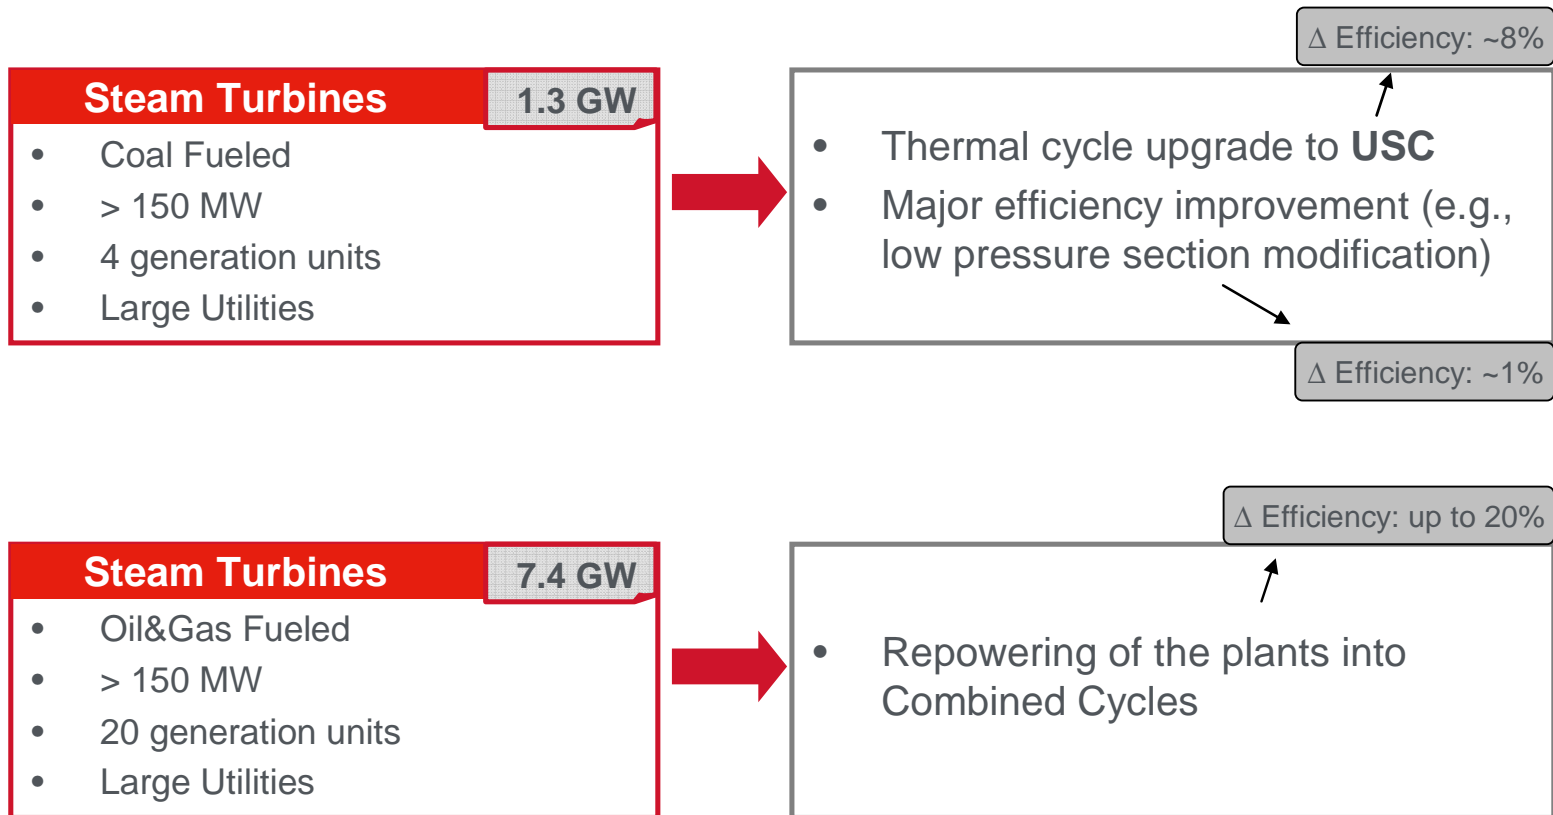 ∆ Efficiency: ~8%
Steam Turbines 1.3 GW
• Coal Fueled
• > 150 MW
• 4 generation units
• Large Utilities
• Thermal cycle upgrade to USC
• Major efficiency improvement (e.g.,
low pressure section modification)
∆ Efficiency: ~1%
∆ Efficiency: up to 20%
Steam Turbines 7.4 GW
• Oil&Gas Fueled
• > 150 MW
• 20 generation units
• Large Utilities
• Repowering of the plants into
Combined Cycles